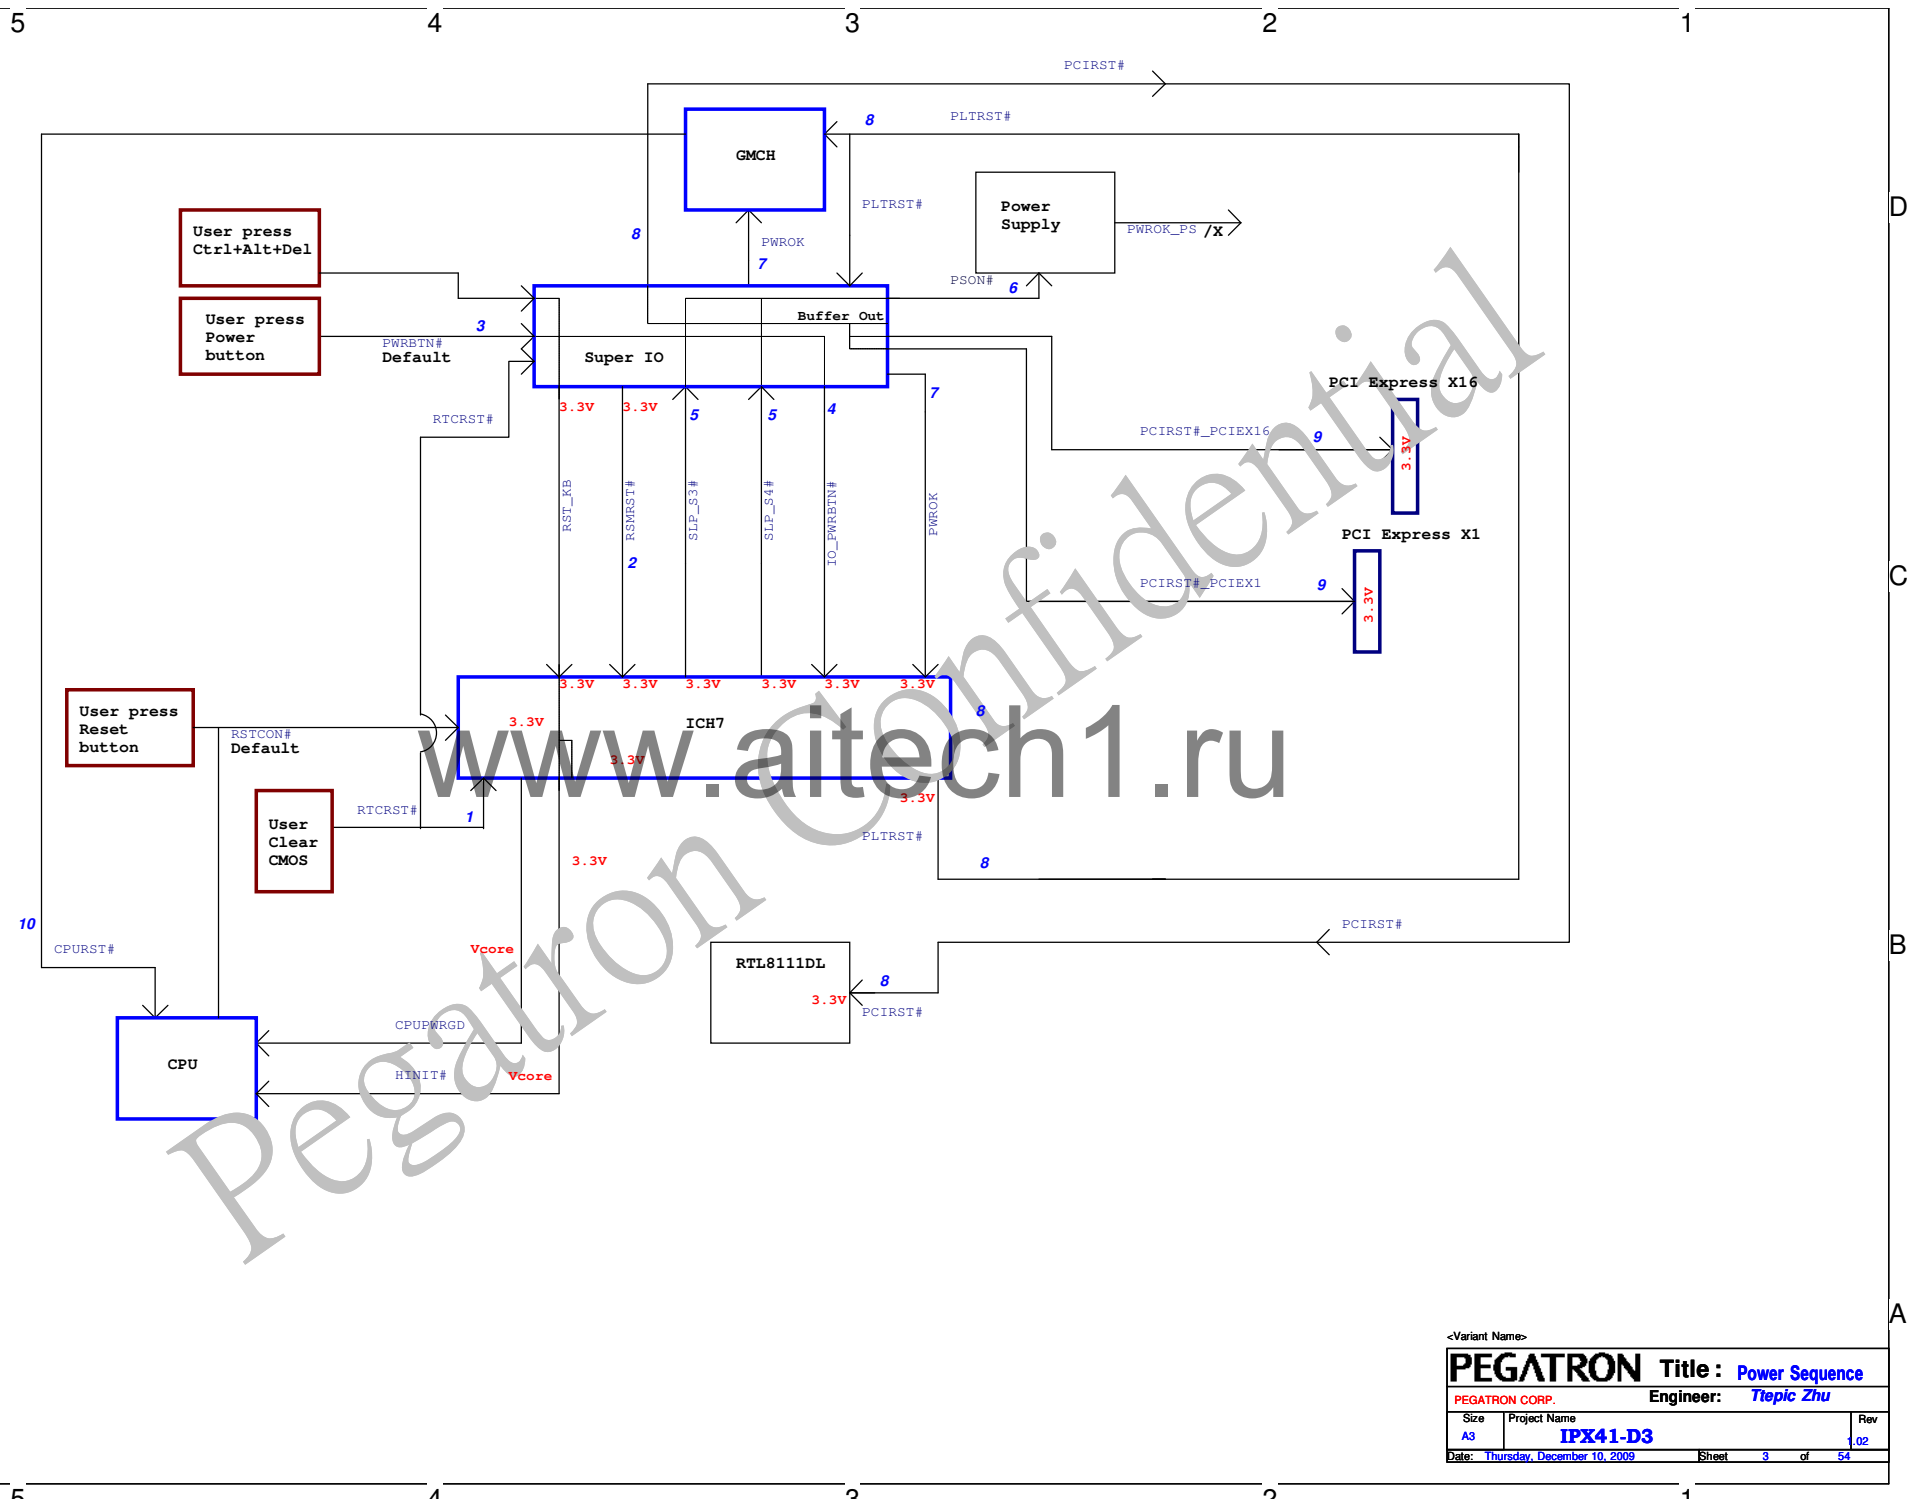 5
4
3
2
1
PCIRST#
8
PLTRST#
GMCH
D
User press
Ctrl+Alt+Del
8
PWROK
7
PLTRST#
Power
Supply
PWROK_PS /X
PSON#
6
User press
Power
button
3
PWRBTN#
Default
Buffer Out
Super IO
RTCRST#
3.3V
3.3V
5
5
4
7
PCI Express X16
3.3V
PCIRST#_PCIEX16
9
RST_KB
RSMRST#
2
SLP_S3#
SLP_S4#
IO_PWRBTN#
PWROK
PCI Express X1
3.3V
PCIRST#_PCIEX1
9
C
3.3V
3.3V
3.3V
3.3V
3.3V
3.3V
User press
Reset
button
RSTCON#
Default
3.3V
ICH7
3.3V
8
www.aitech1.ru
Pegatron Confidential
User
Clear
CMOS
RTCRST#
1
3.3V
PLTRST#
8
3.3V
10
CPURST#
Vcore
RTL8111DL
3.3V
8
PCIRST#
PCIRST#
B
CPUPWRGD
CPU
HINIT#
Vcore
A
<Variant Name>
PEGATRON
Title : Power Sequence
PEGATRON CORP.
Engineer: Ttepic Zhu
Size
A3
Project Name
IPX41-D3
Rev
1.02
Date: Thursday, December 10, 2009
Sheet 3 of 54
5
4
3
2
1